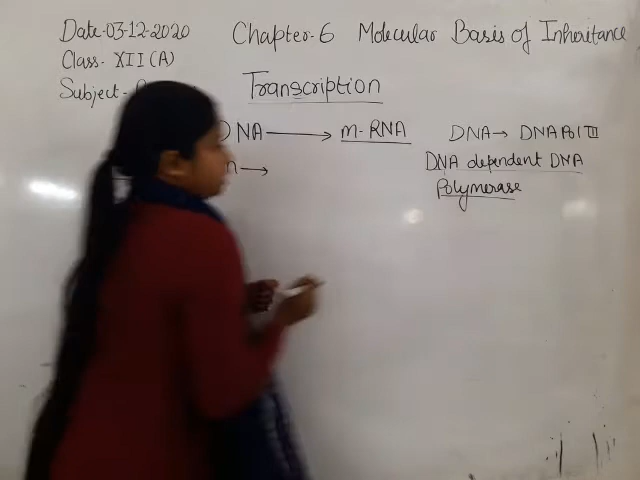 Date-03-12-2020
Chapter-6 Molecular Basis of Inheritance
Class- XII (A)
Subject-
Transcription
DNA → m-RNA
DNA → DNA Pol III
DNA dependent DNA
Polymerase
n →